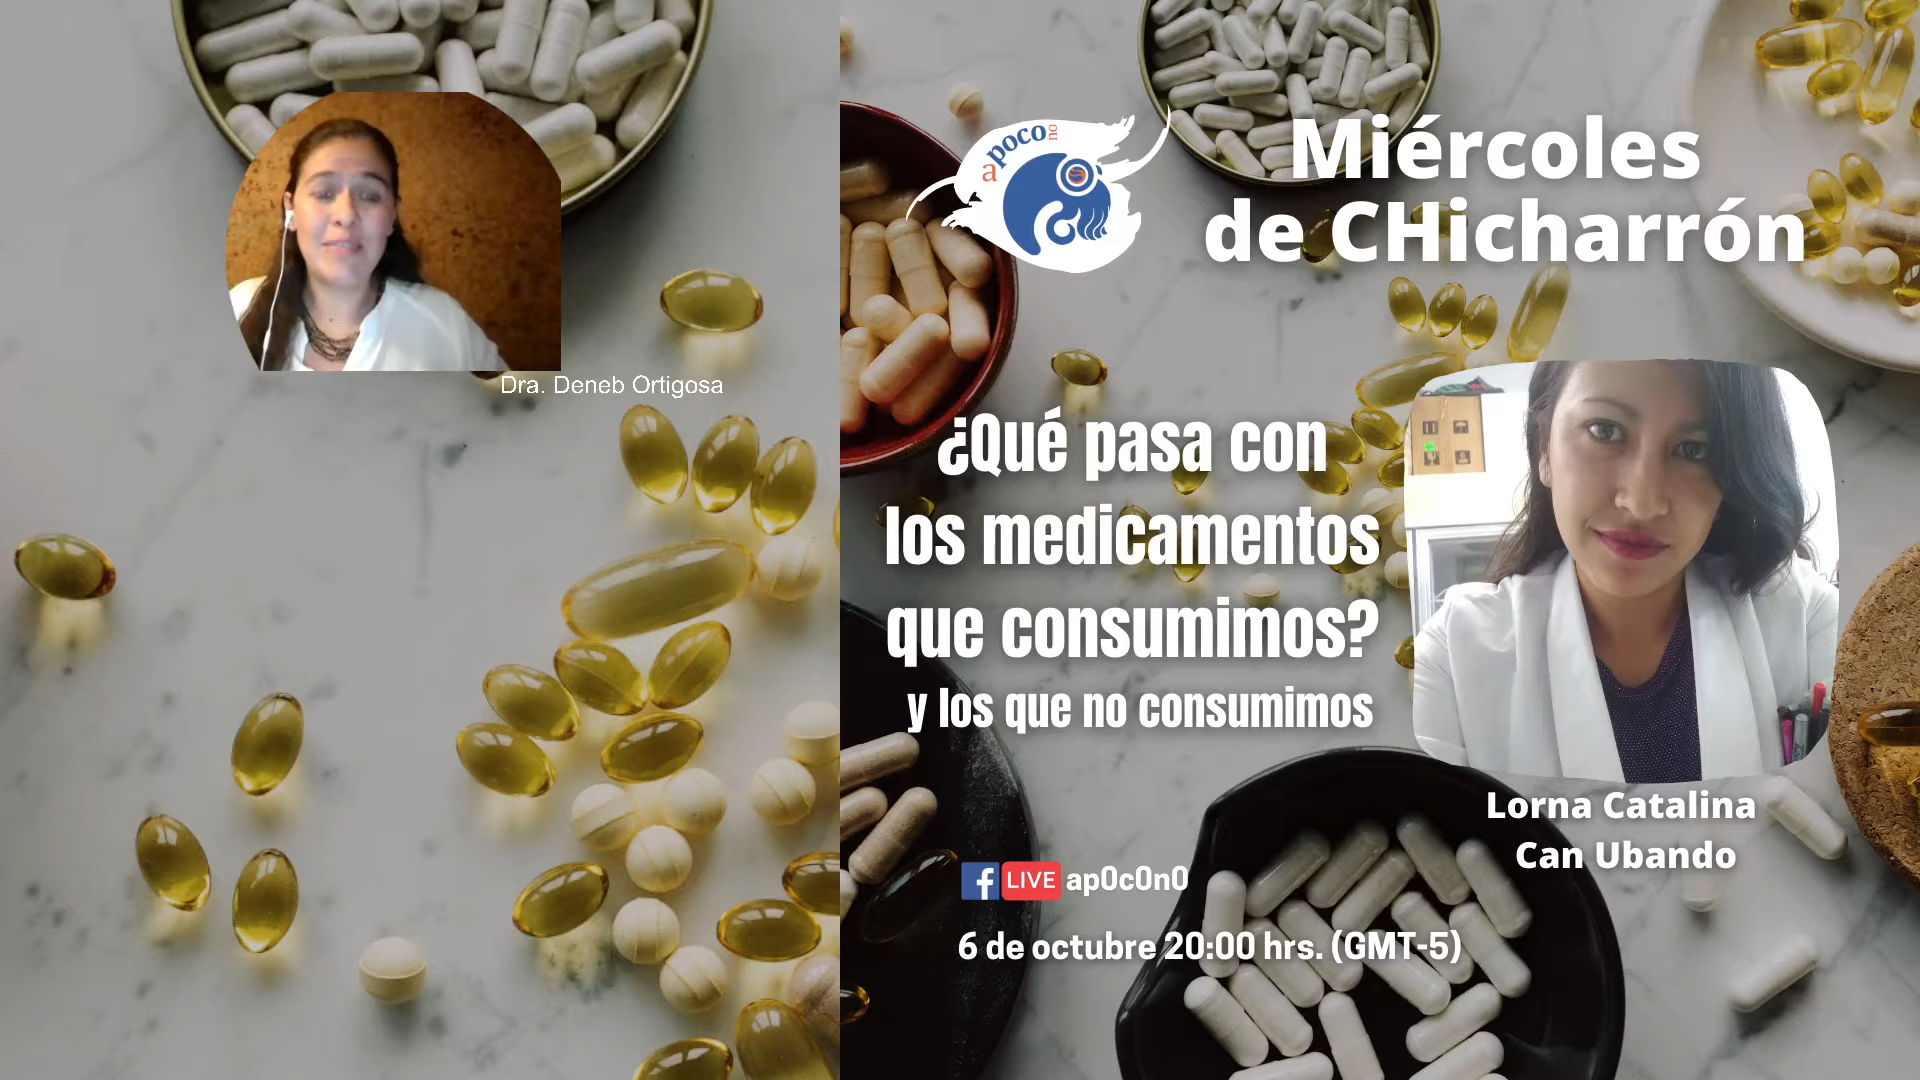 Dra. Deneb Ortigosa
apoco no
Miércoles
de CHicharrón
¿Qué pasa con
los medicamentos
que consumimos?
y los que no consumimos
Lorna Catalina
Can Ubando
f LIVE ap0c0n0
6 de octubre 20:00 hrs. (GMT-5)